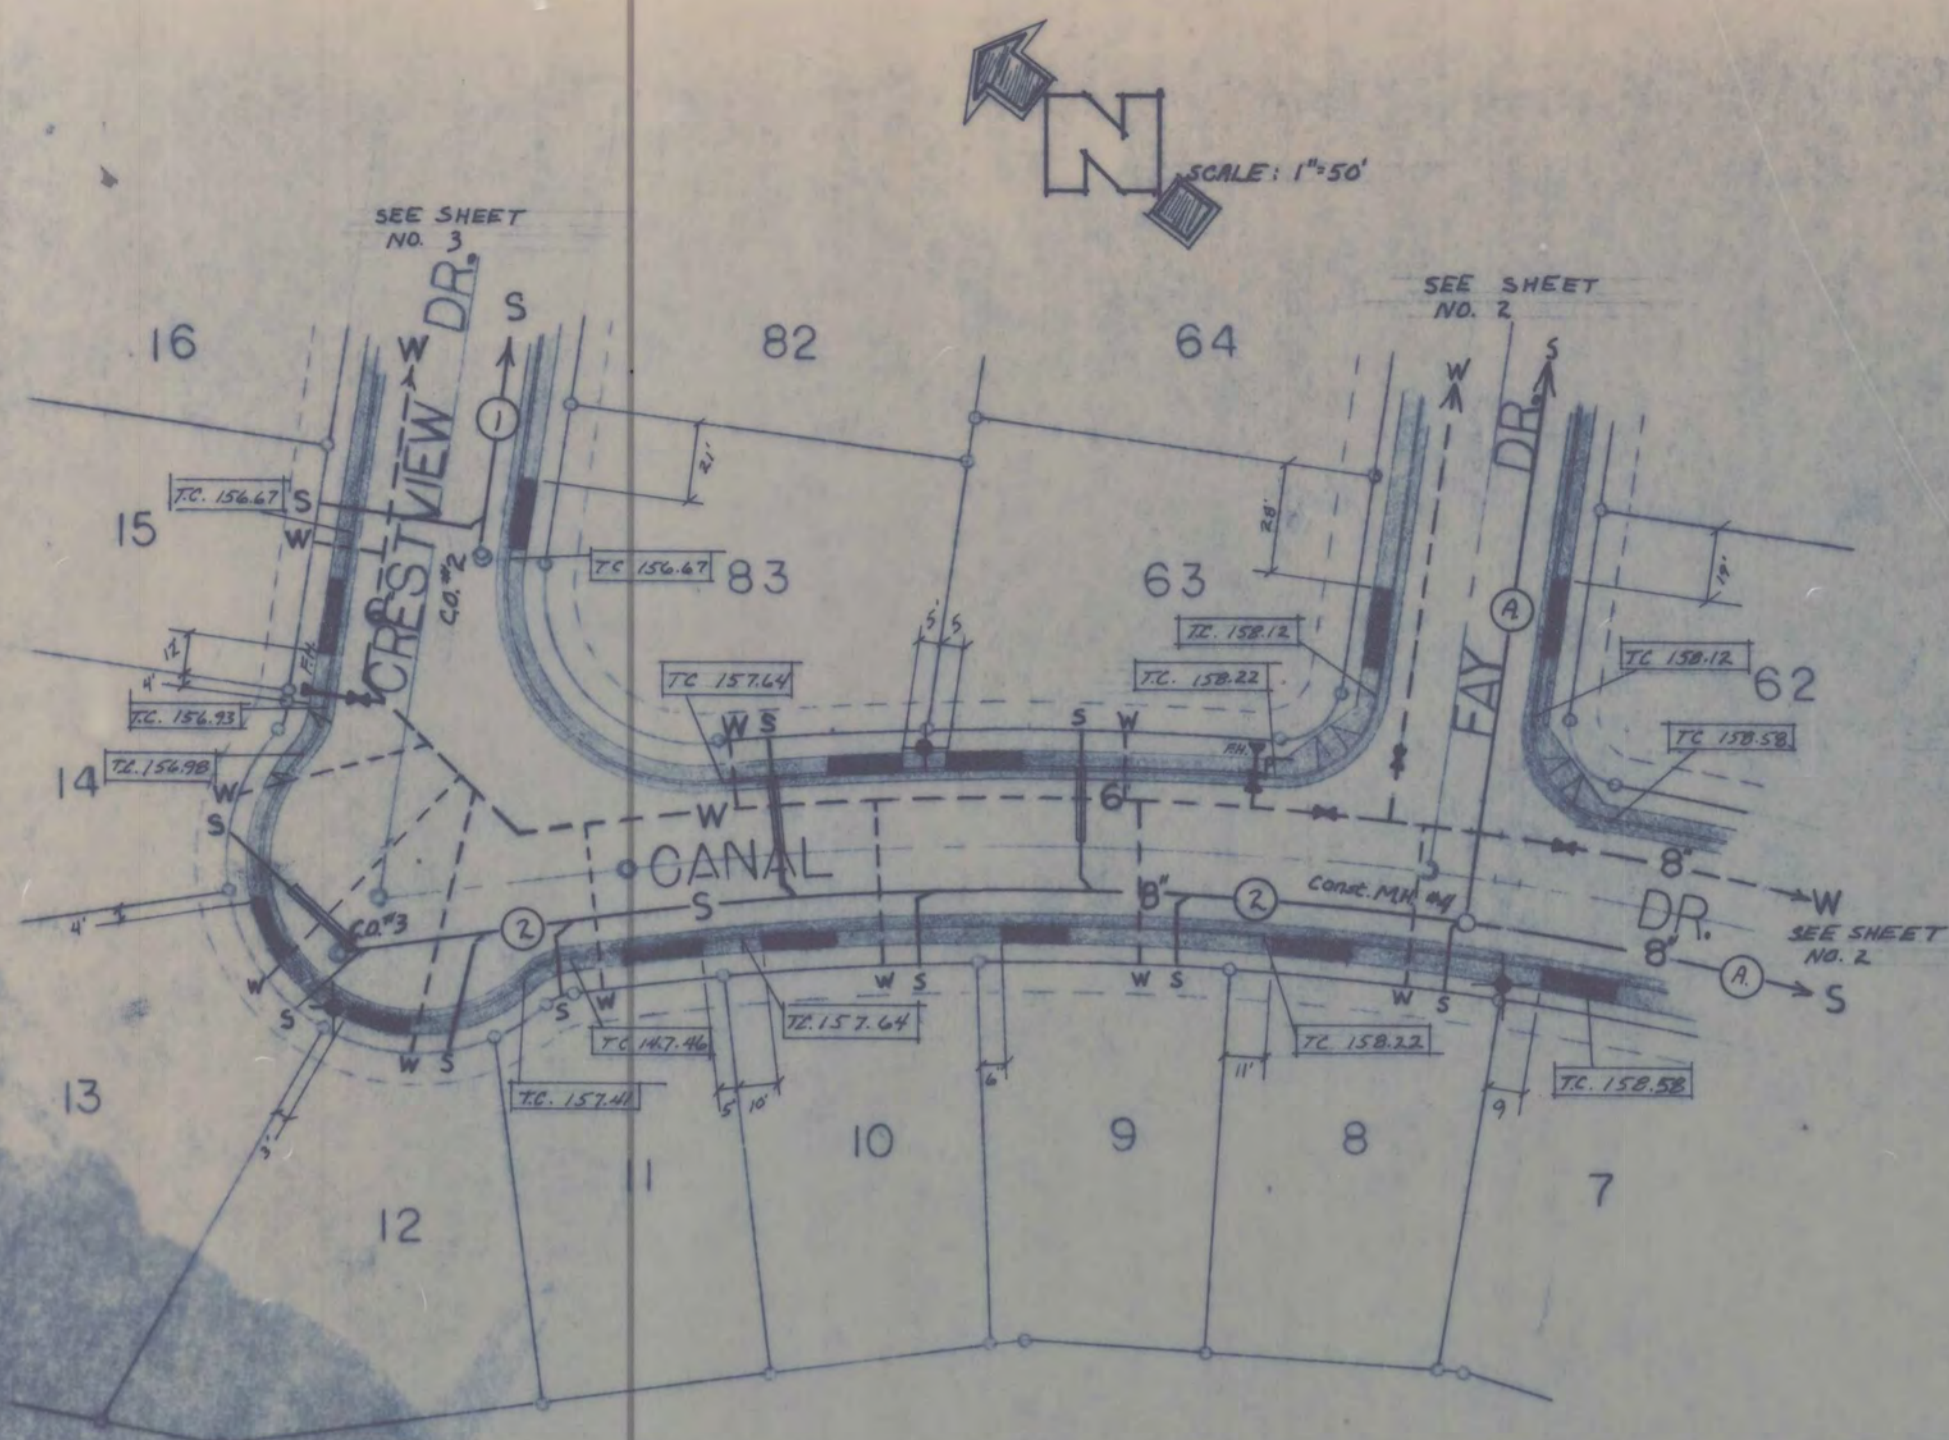 N
SCALE: 1"=50'
SEE SHEET
NO. 3
SEE SHEET
NO. 2
CRESTVIEW DR.
W
S
16
82
64
W
S
1
FAY DR.
21'
28'
19'
T.C. 156.67
S
W
15
C.O. #2
T.C. 156.67
83
63
A
12'
4'
F.H.
5'
5'
T.C. 158.12
T.C. 158.12
62
T.C. 157.64
T.C. 158.22
T.C. 158.58
T.C. 156.93
T.C. 156.98
14
W
S
W
S
S
W
F.H.
W
6"
CANAL DR.
8"
W
SEE SHEET
NO. 2
4'
C.O. #3
2
S
8"
2
Const. M.H. #4
8"
A
S
W
S
W
S
S
W
W
S
W
S
W
S
T.C. 147.46
T.C. 157.64
T.C. 158.22
T.C. 158.58
T.C. 157.41
5'
10'
6'
11'
9
3'
13
12
11
10
9
8
7